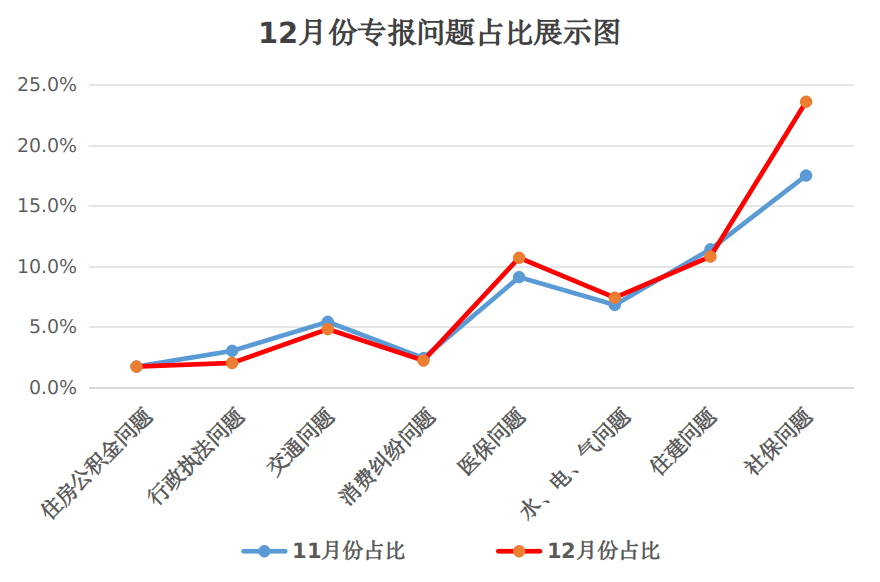 12月份专报问题占比展示图
25.0%
20.0%
15.0%
10.0%
5.0%
0.0%
住房公积金问题
行政执法问题
交通问题
消费纠纷问题
医保问题
水、电、气问题
住建问题
社保问题
11月份占比
12月份占比